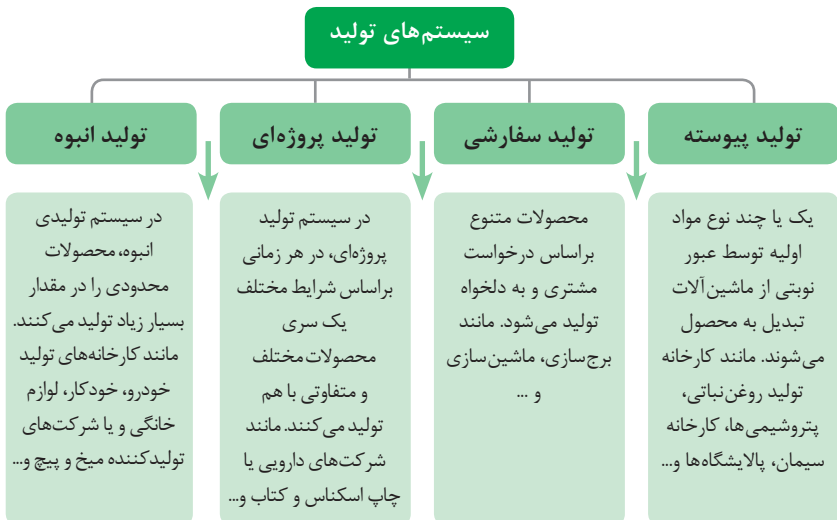 سیستم‌های تولید
تولید پیوسته
یک یا چند نوع مواد
اولیه توسط عبور
نوبتی از ماشین‌آلات
تبدیل به محصول
می‌شوند. مانند کارخانه
تولید روغن‌نباتی،
پتروشیمی‌ها، کارخانه
سیمان، پالایشگاه‌ها و...
تولید سفارشی
محصولات متنوع
براساس درخواست
مشتری و به دلخواه
تولید می‌شود. مانند
برج‌سازی، ماشین‌سازی
و ...
تولید پروژه‌ای
در سیستم تولید
پروژه‌ای، در هر زمانی
براساس شرایط مختلف
یک سری
محصولات مختلف
و متفاوتی با هم
تولید می‌کنند. مانند
شرکت‌های دارویی یا
چاپ اسکناس و کتاب و...
تولید انبوه
در سیستم تولیدی
انبوه، محصولات
محدودی را در مقدار
بسیار زیاد تولید می‌کنند.
مانند کارخانه‌های تولید
خودرو، خودکار، لوازم
خانگی و یا شرکت‌های
تولیدکننده میخ و پیچ و...